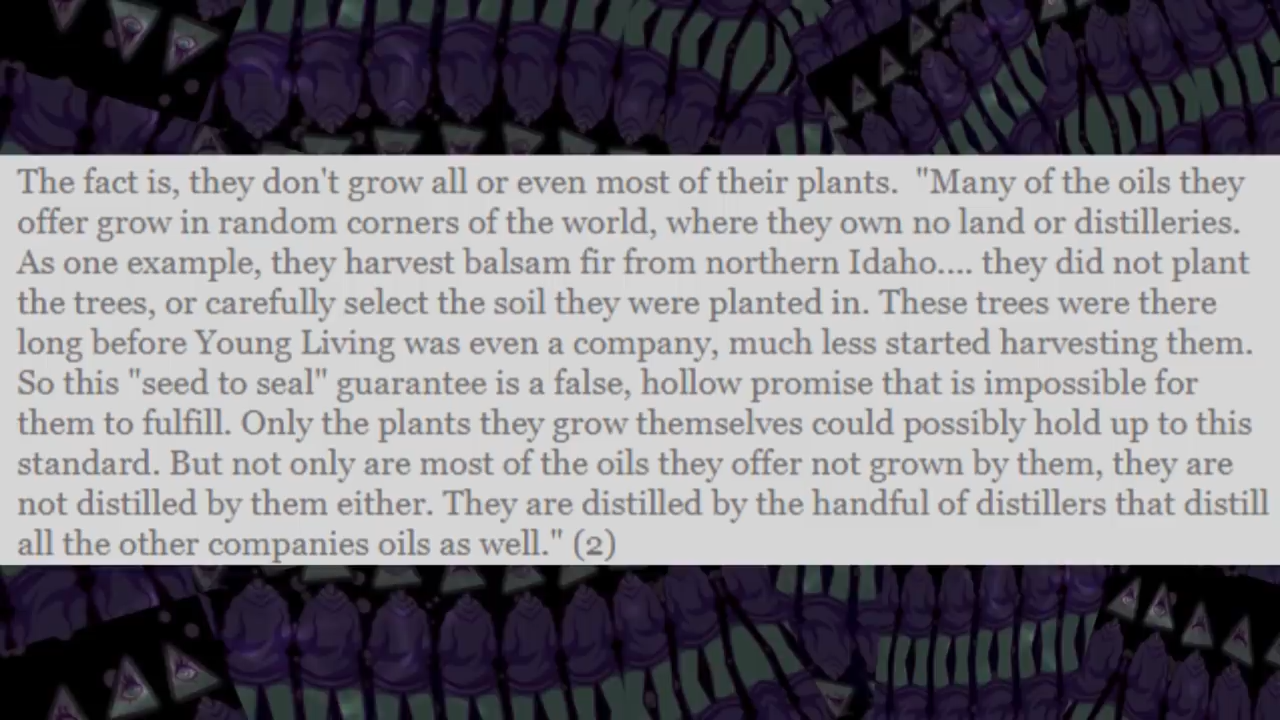 The fact is, they don't grow all or even most of their plants.  "Many of the oils they
offer grow in random corners of the world, where they own no land or distilleries.
As one example, they harvest balsam fir from northern Idaho.... they did not plant
the trees, or carefully select the soil they were planted in. These trees were there
long before Young Living was even a company, much less started harvesting them.
So this "seed to seal" guarantee is a false, hollow promise that is impossible for
them to fulfill. Only the plants they grow themselves could possibly hold up to this
standard. But not only are most of the oils they offer not grown by them, they are
not distilled by them either. They are distilled by the handful of distillers that distill
all the other companies oils as well." (2)